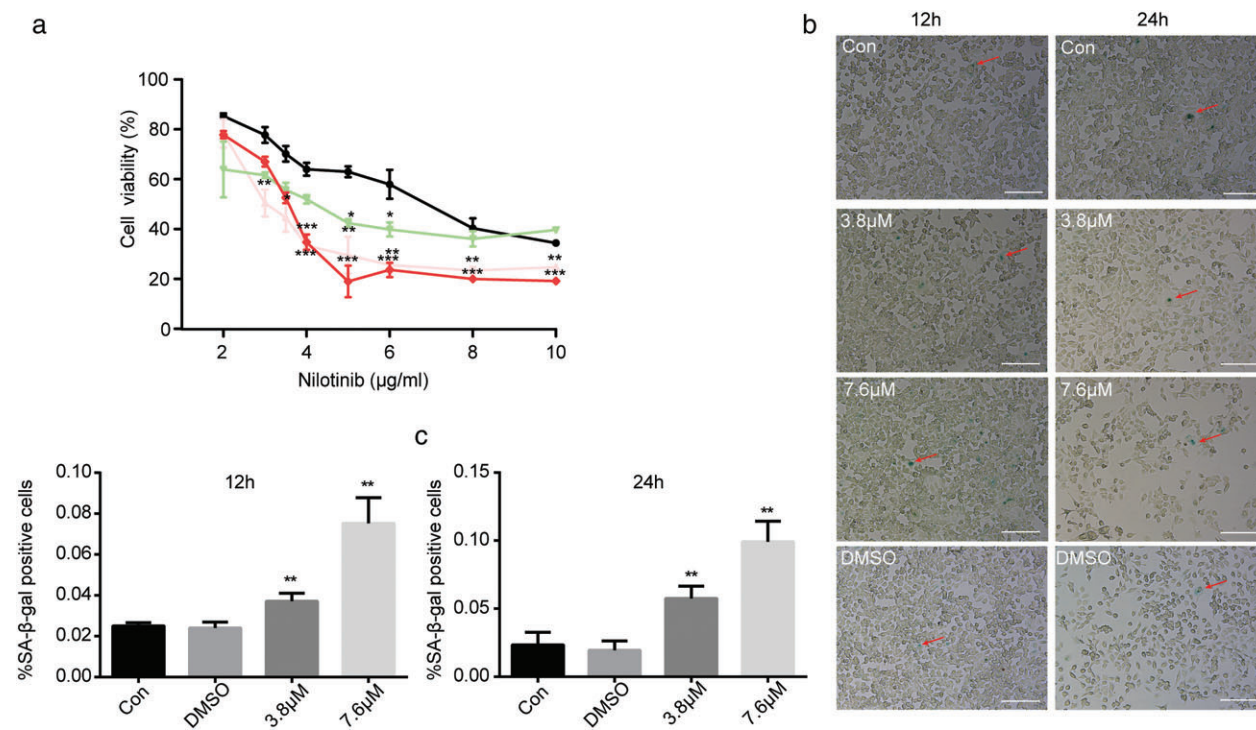 a
100
80
60
40
20
0
Cell viability (%)
2 4 6 8 10
Nilotinib (µg/ml)
** * *** *** * ** *** * ** *** ** *** ** ***
b
12h 24h
Con Con
3.8µM 3.8µM
7.6µM 7.6µM
DMSO DMSO
12h
0.10
0.08
0.06
0.04
0.02
0.00
%SA-β-gal positive cells
** **
Con DMSO 3.8µM 7.6µM
c
24h
0.15
0.10
0.05
0.00
%SA-β-gal positive cells
** **
Con DMSO 3.8µM 7.6µM